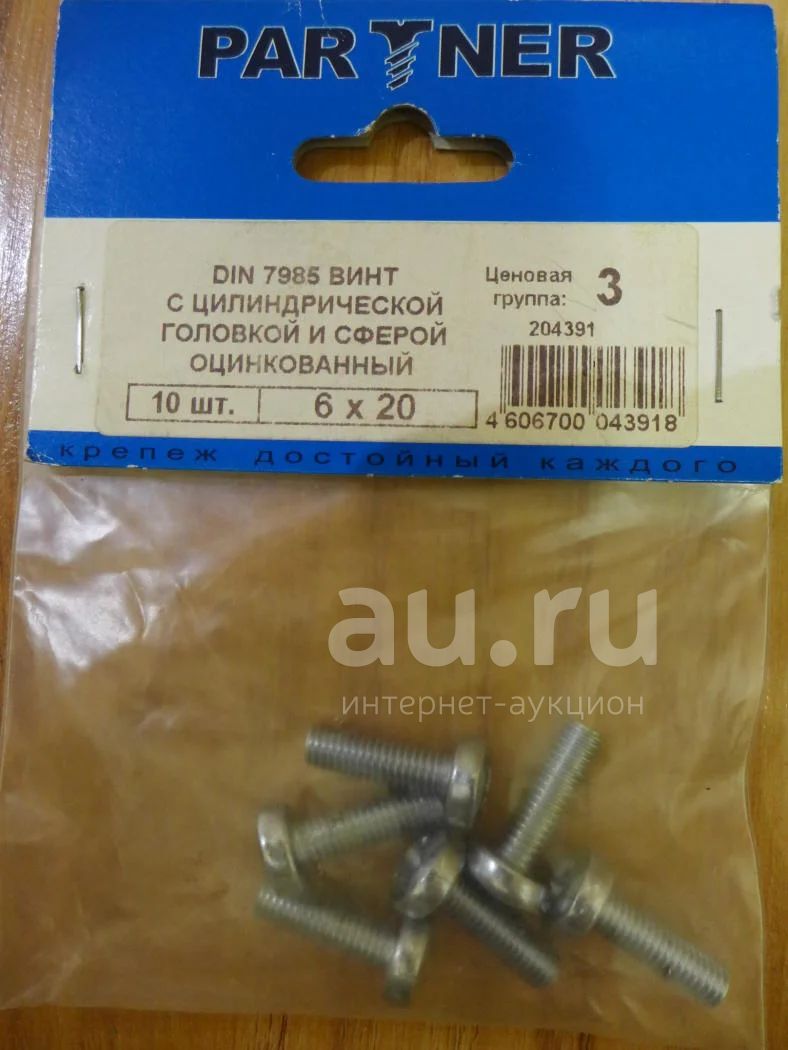 PARTNER
DIN 7985 ВИНТ
С ЦИЛИНДРИЧЕСКОЙ
ГОЛОВКОЙ И СФЕРОЙ
ОЦИНКОВАННЫЙ
10 шт. 6 x 20
Ценовая
группа: 3
204391
4 606700 043918
крепеж достойный каждого
au.ru
интернет-аукцион